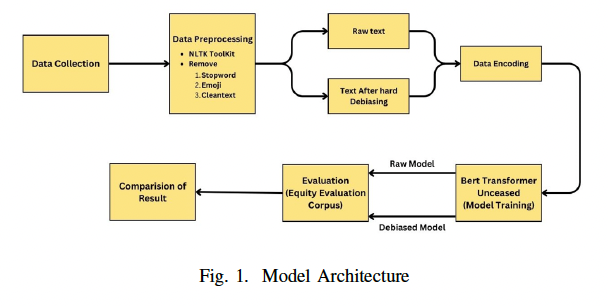 Data Collection
Data Preprocessing
• NLTK ToolKit
• Remove
1. Stopword
2. Emoji
3. Cleantext
Raw text
Text After hard
Debiasing
Data Encoding
Bert Transformer
Unceased
(Model Training)
Raw Model
Debiased Model
Evaluation
(Equity Evaluation
Corpus)
Comparision of
Result
Fig. 1. Model Architecture